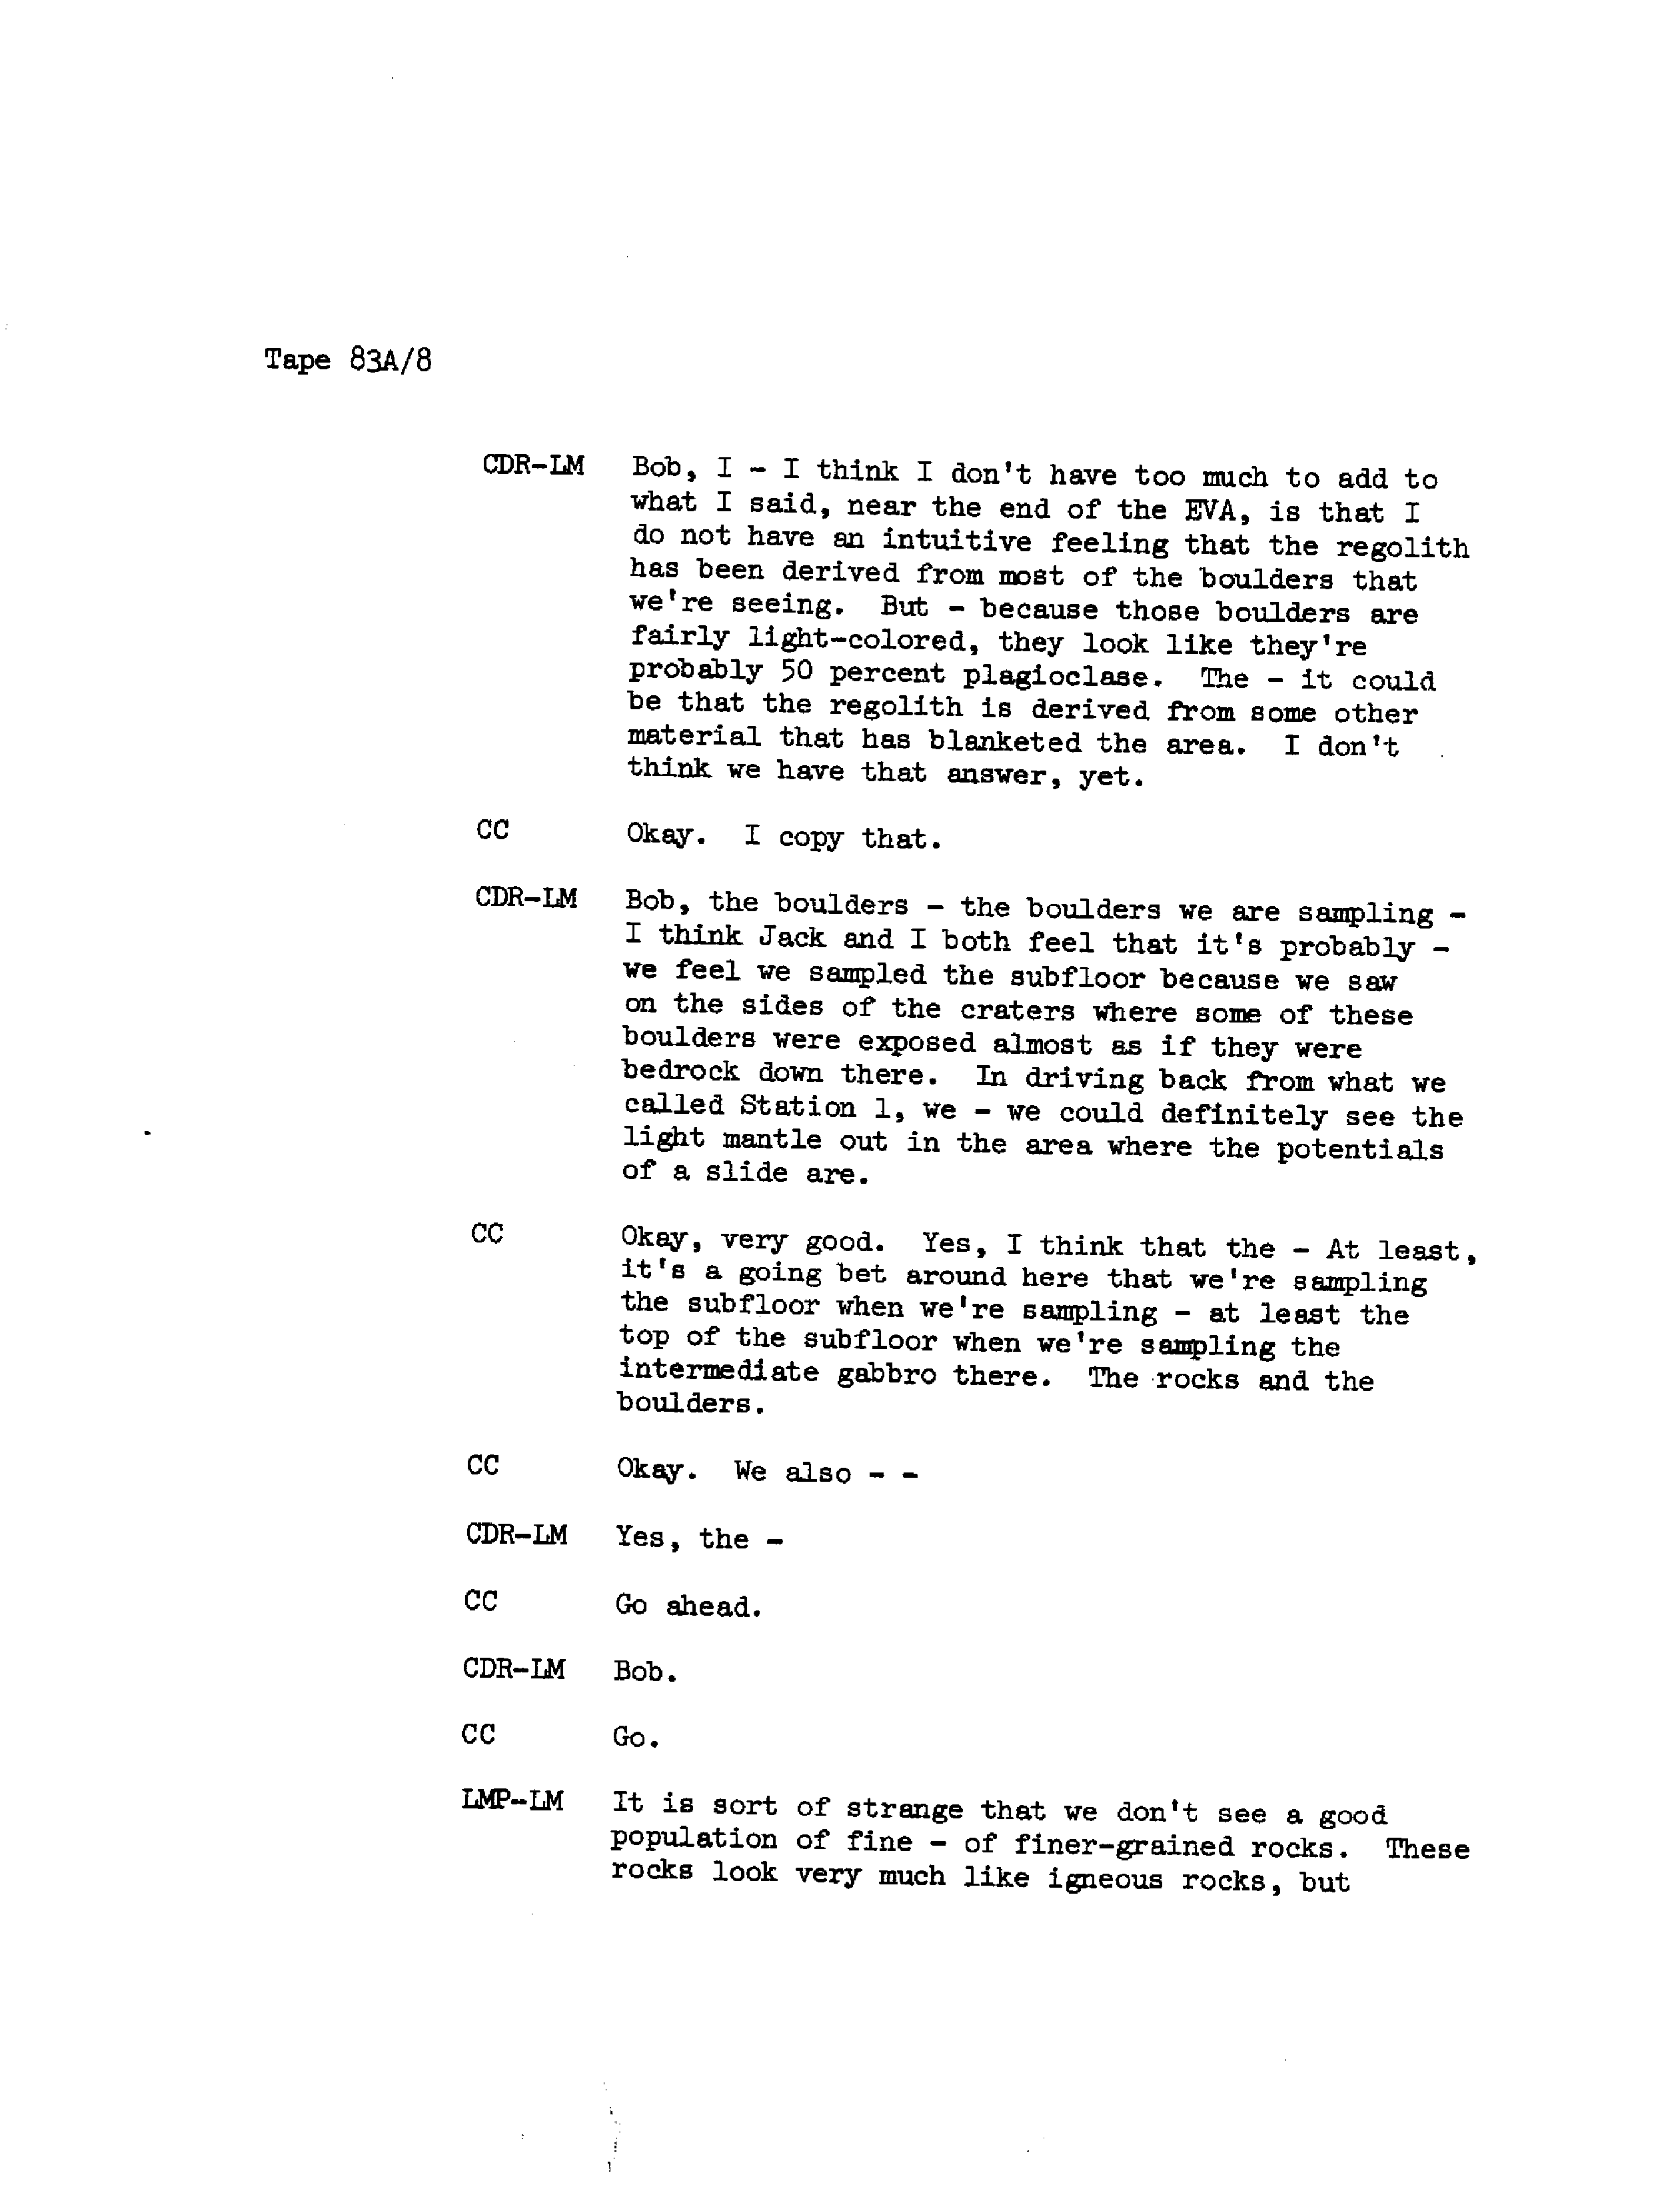 Tape 83A/8
CDR-LM Bob, I - I think I don't have too much to add to
what I said, near the end of the EVA, is that I
do not have an intuitive feeling that the regolith
has been derived from most of the boulders that
we're seeing. But - because those boulders are
fairly light-colored, they look like they're
probably 50 percent plagioclase. The - it could
be that the regolith is derived from some other
material that has blanketed the area. I don't
think we have that answer, yet.
CC Okay. I copy that.
CDR-LM Bob, the boulders - the boulders we are sampling -
I think Jack and I both feel that it's probably -
we feel we sampled the subfloor because we saw
on the sides of the craters where some of these
boulders were exposed almost as if they were
bedrock down there. In driving back from what we
called Station 1, we - we could definitely see the
light mantle out in the area where the potentials
of a slide are.
CC Okay, very good. Yes, I think that the - At least,
it's a going bet around here that we're sampling
the subfloor when we're sampling - at least the
top of the subfloor when we're sampling the
intermediate gabbro there. The rocks and the
boulders.
CC Okay. We also - -
CDR-LM Yes, the -
CC Go ahead.
CDR-LM Bob.
CC Go.
LMP-LM It is sort of strange that we don't see a good
population of fine - of finer-grained rocks. These
rocks look very much like igneous rocks, but